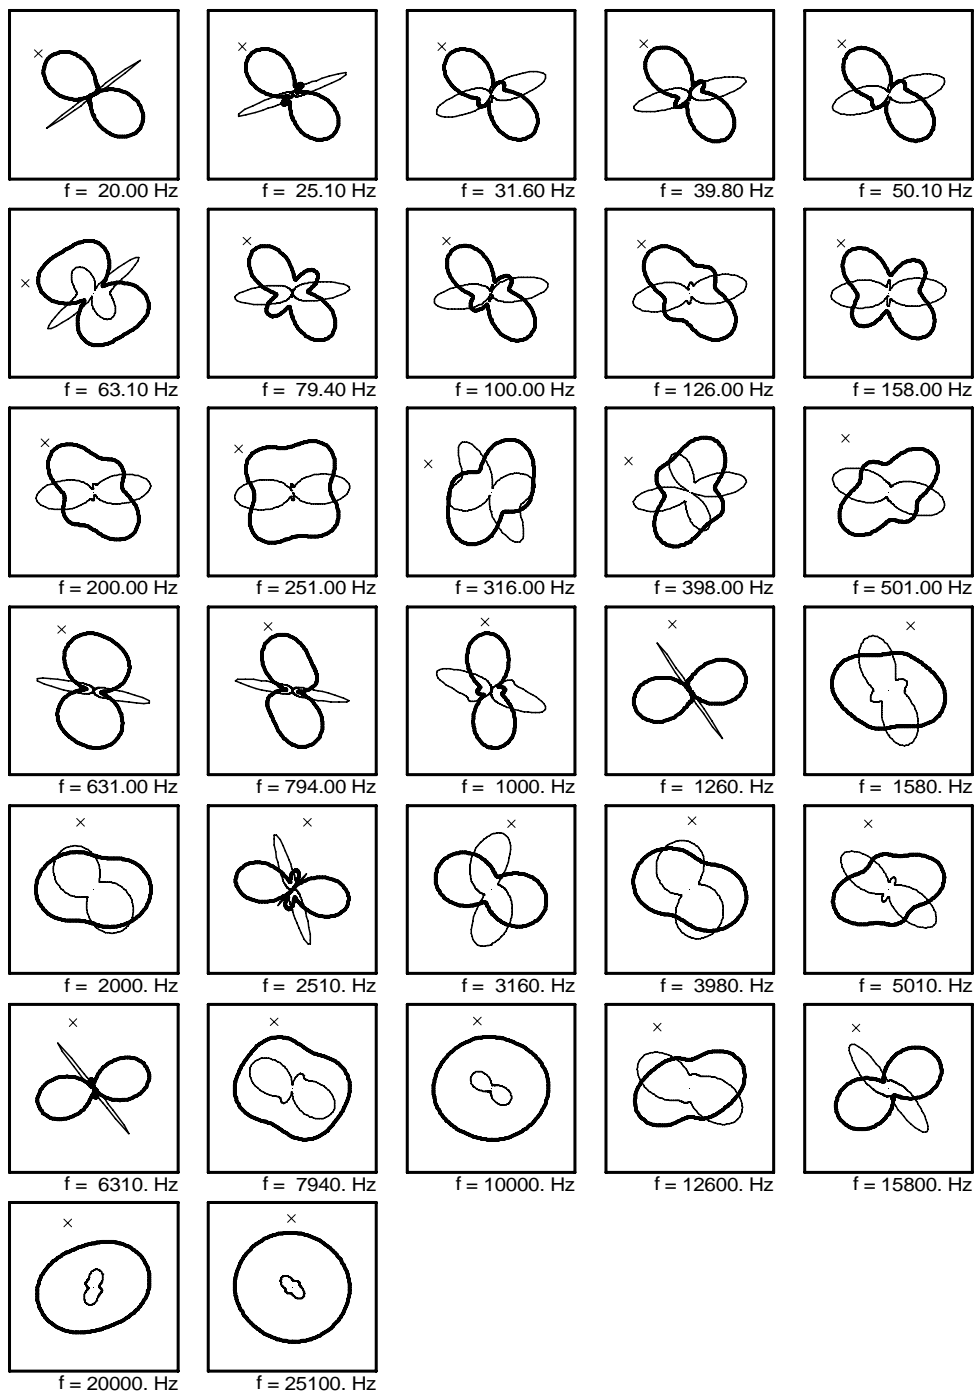 f = 20.00 Hz f = 25.10 Hz f = 31.60 Hz f = 39.80 Hz f = 50.10 Hz
f = 63.10 Hz f = 79.40 Hz f = 100.00 Hz f = 126.00 Hz f = 158.00 Hz
f = 200.00 Hz f = 251.00 Hz f = 316.00 Hz f = 398.00 Hz f = 501.00 Hz
f = 631.00 Hz f = 794.00 Hz f = 1000. Hz f = 1260. Hz f = 1580. Hz
f = 2000. Hz f = 2510. Hz f = 3160. Hz f = 3980. Hz f = 5010. Hz
f = 6310. Hz f = 7940. Hz f = 10000. Hz f = 12600. Hz f = 15800. Hz
f = 20000. Hz f = 25100. Hz